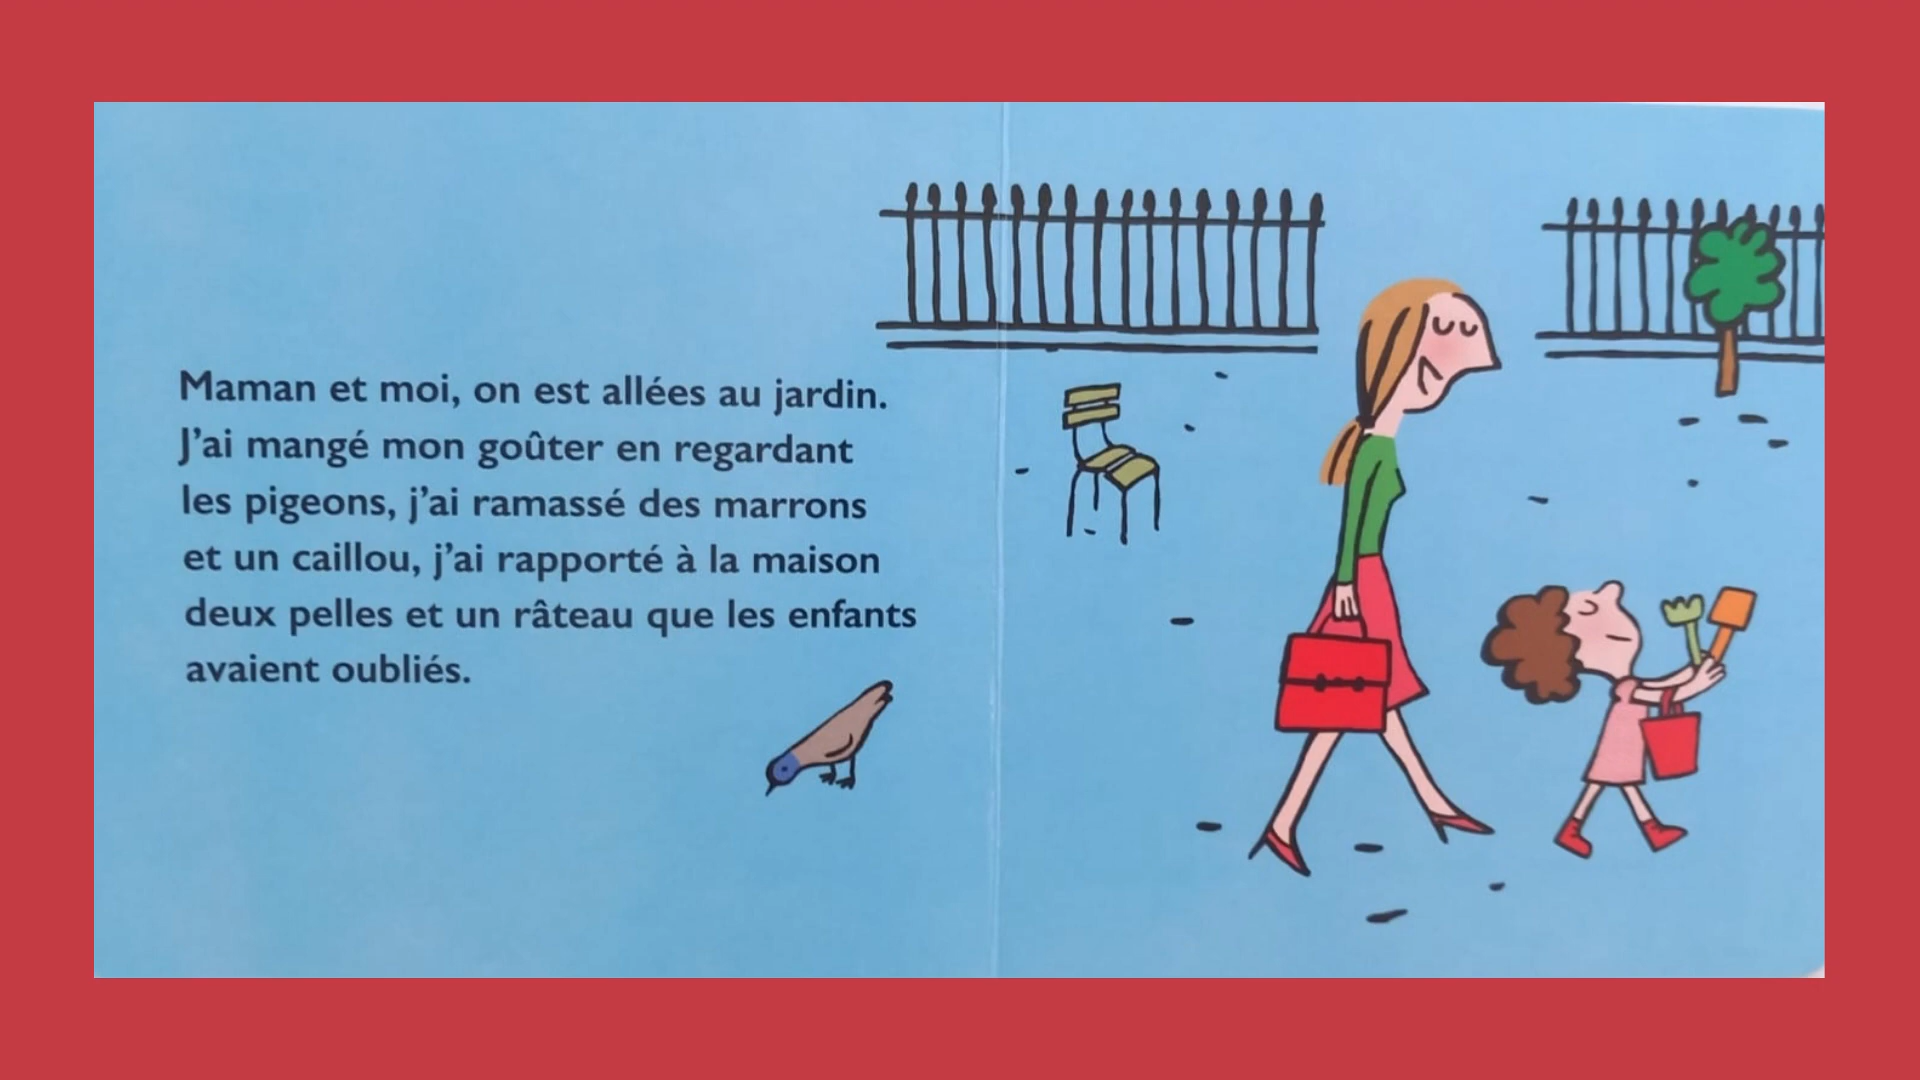 Maman et moi, on est allées au jardin.
J'ai mangé mon goûter en regardant
les pigeons, j'ai ramassé des marrons
et un caillou, j'ai rapporté à la maison
deux pelles et un râteau que les enfants
avaient oubliés.